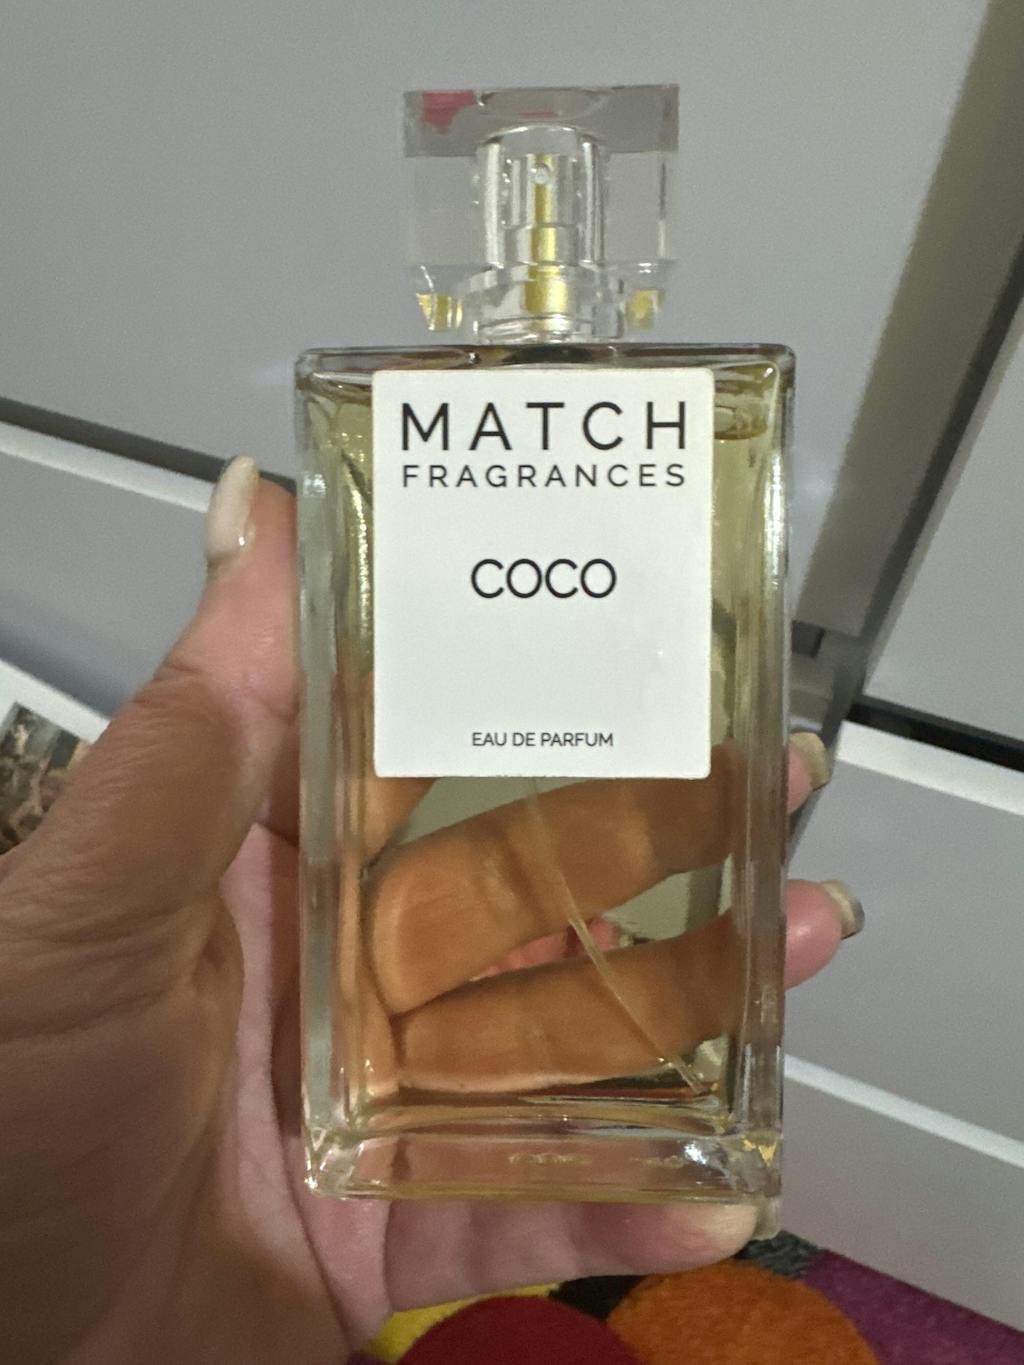 MATCH
FRAGRANCES
COCO
EAU DE PARFUM